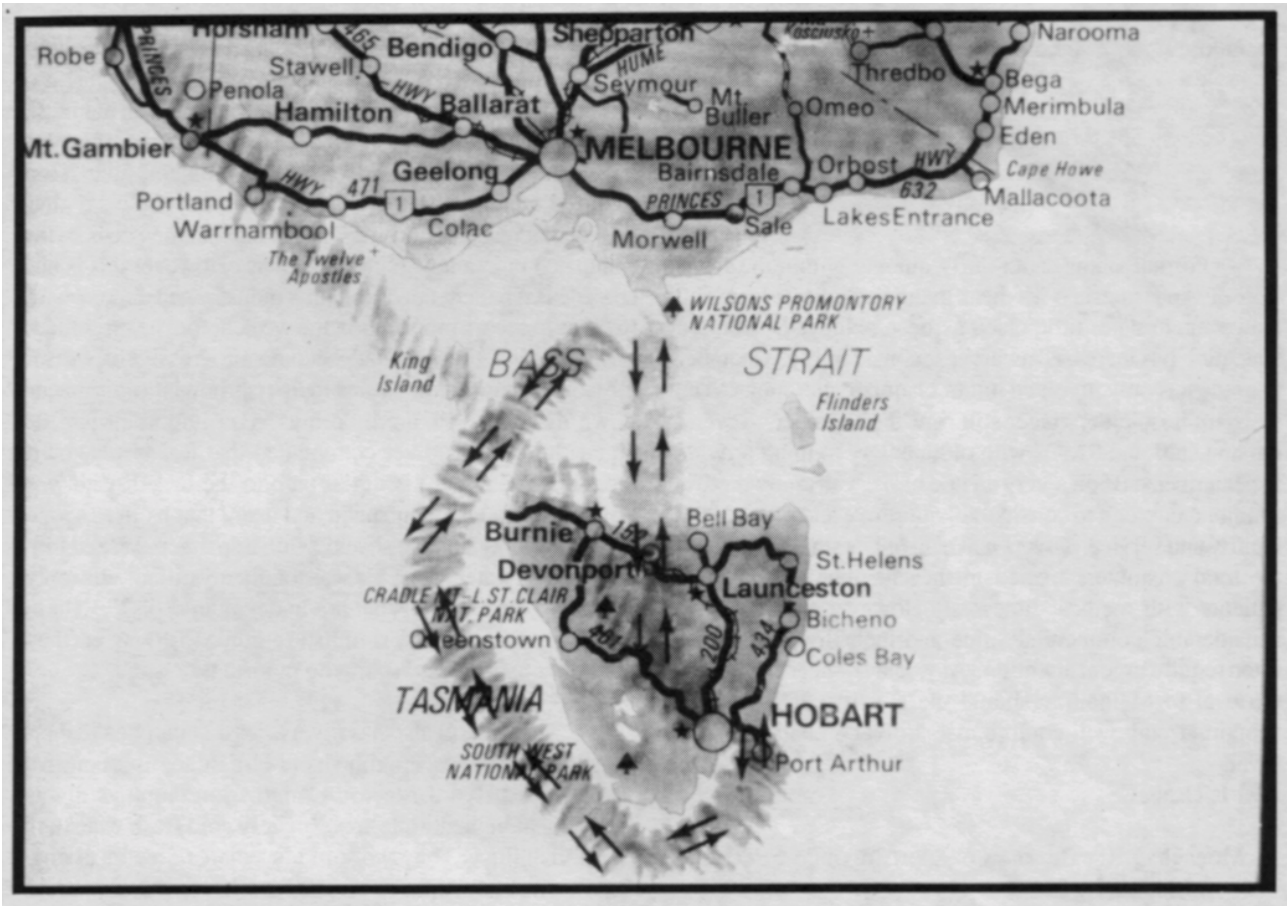 Horsham
465
Shepparton
Kosciusko +
Narooma
Robe
PRINCES
Bendigo
HUME
Stawell
Seymour
Thredbo
Bega
Penola
HWY
Ballarat
Mt
Buller
Omeo
Merimbula
Hamilton
Eden
Mt. Gambier
MELBOURNE
Geelong
Bairnsdale
Orbost
HWY
Cape Howe
HWY
471
1
PRINCES
1
632
Mallacoota
Portland
Colac
Sale
Lakes Entrance
Warrnambool
Morwell
The Twelve +
Apostles
WILSONS PROMONTORY
NATIONAL PARK
King
Island
BASS
STRAIT
Flinders
Island
Bell Bay
Burnie
St. Helens
Devonport
Launceston
CRADLE MT-L. ST. CLAIR
NAT. PARK
Bicheno
Queenstown
200
434
Coles Bay
TASMANIA
HOBART
SOUTH WEST
NATIONAL PARK
Port Arthur